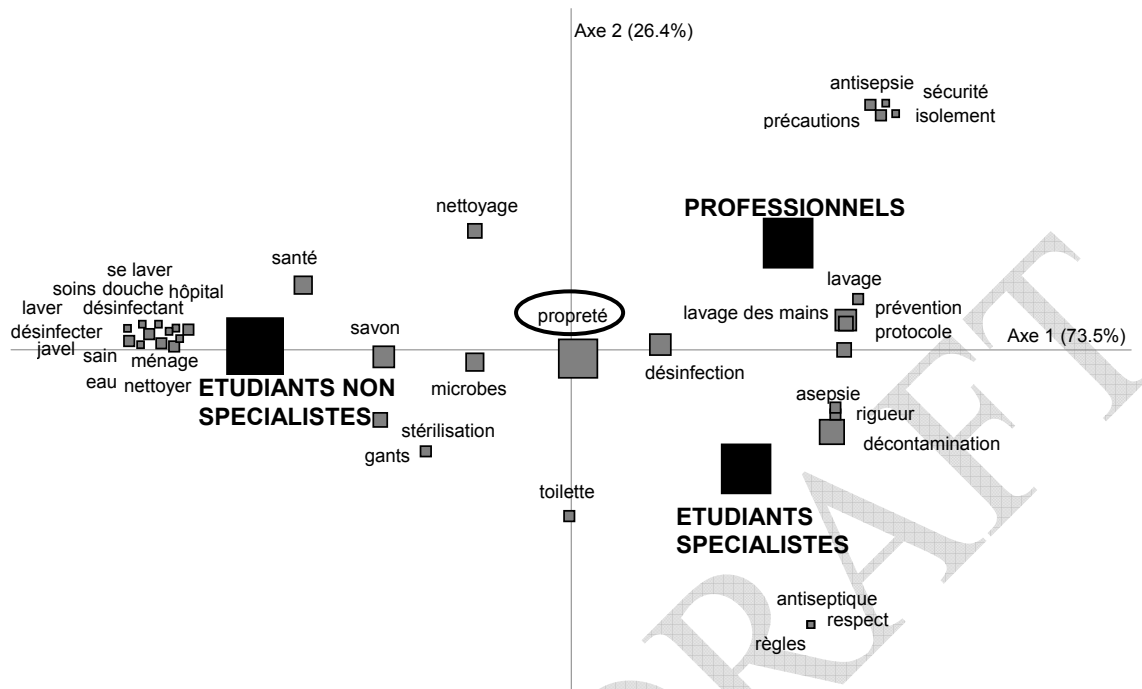 Axe 2 (26.4%)
antisepsie
sécurité
précautions
isolement
nettoyage
PROFESSIONNELS
santé
se laver
soins douche
hôpital
laver
désinfectant
lavage
propreté
lavage des mains
prévention
désinfecter
savon
protocole
Axe 1 (73.5%)
javel
sain
ménage
microbes
désinfection
eau
nettoyer
ETUDIANTS NON
SPECIALISTES
asepsie
rigueur
stérilisation
décontamination
gants
toilette
ETUDIANTS
SPECIALISTES
antiseptique
respect
règles
DRAFT